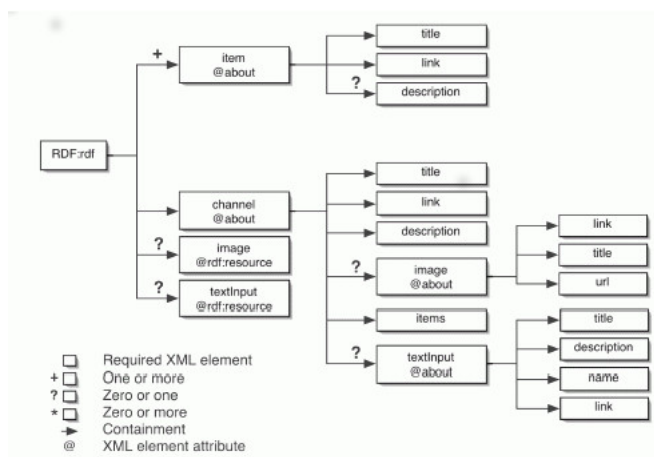 +
item
@about
title
link
?
description
RDF:rdf
channel
@about
title
link
description
?
image
@rdf:resource
?
textInput
@rdf:resource
?
image
@about
link
title
url
items
?
textInput
@about
title
description
name
link
Required XML element
+ One or more
? Zero or one
* Zero or more
Containment
@ XML element attribute